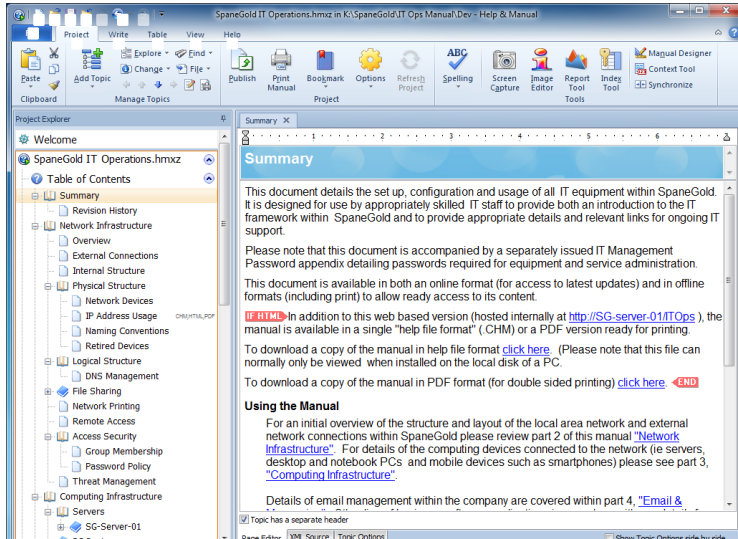 SpaneGold IT Operations.hmxz in K:\SpaneGold\IT Ops Manual\Dev - Help & Manual
Project Write Table View Help
Paste
Clipboard
Add Topic
Explore Find
Change File
Manage Topics
Publish
Print Manual
Bookmark
Options
Refresh Project
Project
Spelling
Screen Capture
Image Editor
Report Tool
Index Tool
Manual Designer
Context Tool
Synchronize
Tools
Project Explorer
Welcome
SpaneGold IT Operations.hmxz
Table of Contents
Summary
Revision History
Network Infrastructure
Overview
External Connections
Internal Structure
Physical Structure
Network Devices
IP Address Usage CHM,HTML,PDF
Naming Conventions
Retired Devices
Logical Structure
DNS Management
File Sharing
Network Printing
Remote Access
Access Security
Group Membership
Password Policy
Threat Management
Computing Infrastructure
Servers
SG-Server-01
Summary
1 2 3 4 5 6
Summary
This document details the set up, configuration and usage of all IT equipment within SpaneGold.
It is designed for use by appropriately skilled IT staff to provide both an introduction to the IT
framework within SpaneGold and to provide appropriate details and relevant links for ongoing IT
support.
Please note that this document is accompanied by a separately issued IT Management
Password appendix detailing passwords required for equipment and service administration.
This document is available in both an online format (for access to latest updates) and in offline
formats (including print) to allow ready access to its content.
IF HTML In addition to this web based version (hosted internally at http://SG-server-01/ITOps ), the
manual is available in a single "help file format" (.CHM) or a PDF version ready for printing.
To download a copy of the manual in help file format click here. (Please note that this file can
normally only be viewed when installed on the local disk of a PC.
To download a copy of the manual in PDF format (for double sided printing) click here. END
Using the Manual
For an initial overview of the structure and layout of the local area network and external
network connections within SpaneGold please review part 2 of this manual "Network
Infrastructure". For details of the computing devices connected to the network (ie servers,
desktop and notebook PCs and mobile devices such as smartphones) please see part 3,
"Computing Infrastructure".
Details of email management within the company are covered within part 4, "Email &
Topic has a separate header
Page Editor XML Source Topic Options
Show Topic Options side by side